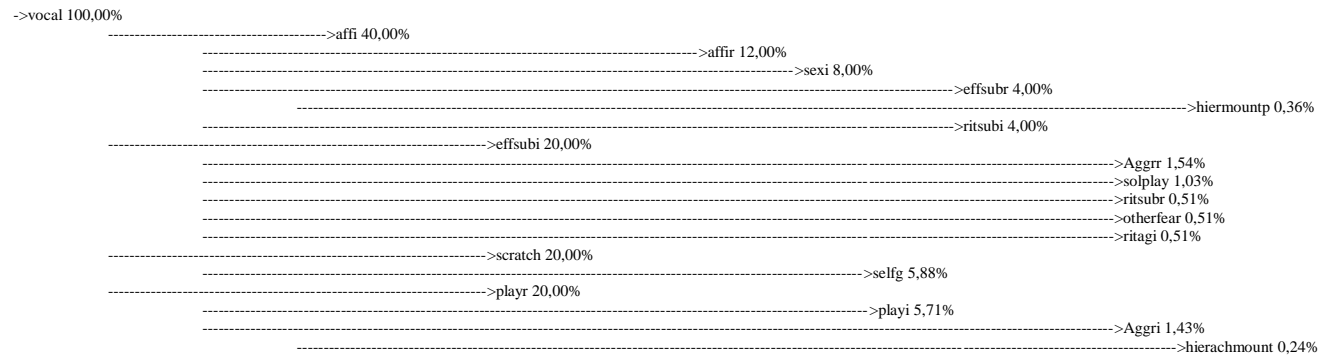 ->vocal 100,00%
---------------------------------------->affi 40,00%
------------------------------------------------------------------------------------------>affir 12,00%
------------------------------------------------------------------------------------------------------------>sexi 8,00%
----------------------------------------------------------------------------------------------------------------------------------------->effsubr 4,00%
------------------------------------------------------------------------------------------------------------------------------------------------------------------>hiermountp 0,36%
----------------------------------------------------------------------------------------------------------------------------------------->ritsubi 4,00%
--------------------------------------------------------------------->effsubi 20,00%
---------------------------------------------------------------------------------------------------------------------------------------------------------------------->Aggrr 1,54%
---------------------------------------------------------------------------------------------------------------------------------------------------------------------->solplay 1,03%
---------------------------------------------------------------------------------------------------------------------------------------------------------------------->ritsubr 0,51%
---------------------------------------------------------------------------------------------------------------------------------------------------------------------->otherfear 0,51%
---------------------------------------------------------------------------------------------------------------------------------------------------------------------->ritagi 0,51%
--------------------------------------------------------------------->scratch 20,00%
------------------------------------------------------------------------------------------------------------------------->selfg 5,88%
--------------------------------------------------------------------->playr 20,00%
-------------------------------------------------------------------------------------------------------------------------->playi 5,71%
---------------------------------------------------------------------------------------------------------------------------------------------------------------------->Aggri 1,43%
---------------------------------------------------------------------------------------------------------------------------------------------------------------->hierachmount 0,24%